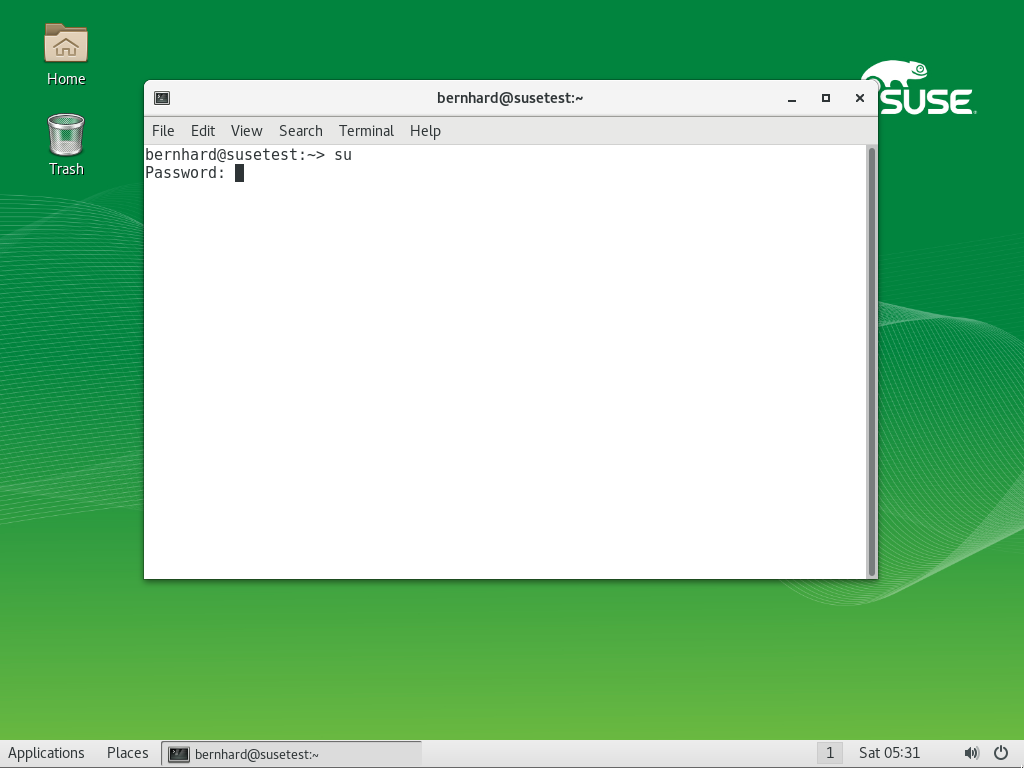 Home
Trash
SUSE
bernhard@susetest:~
File Edit View Search Terminal Help
bernhard@susetest:~> su
Password:
Applications Places bernhard@susetest:~ 1 Sat 05:31